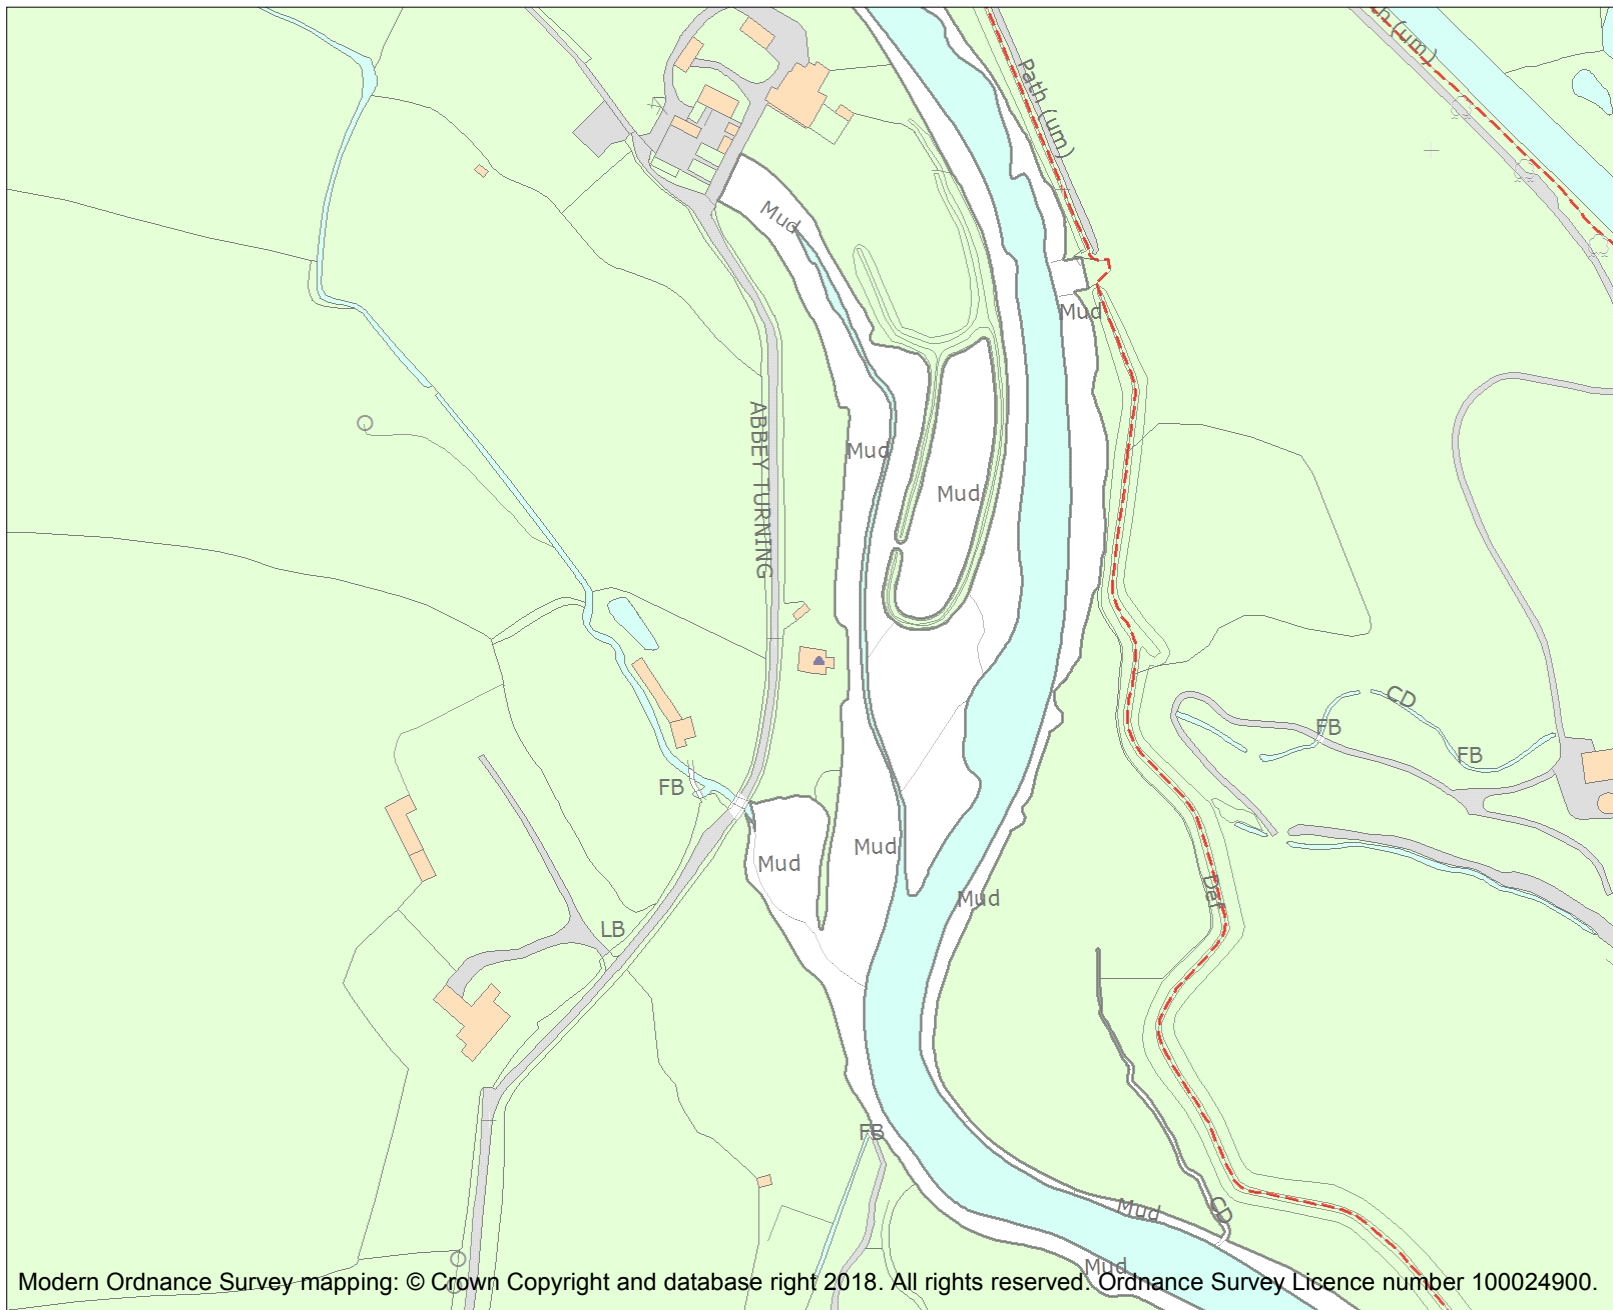 Path (um)
h (um)
Mud
Mud
ABBEY TURNING
Mud
Mud
CD
FB
FB
FB
Mud
Mud
Def
Mud
LB
FB
Mud
CD
Mud
Modern Ordnance Survey mapping: © Crown Copyright and database right 2018. All rights reserved. Ordnance Survey Licence number 100024900.